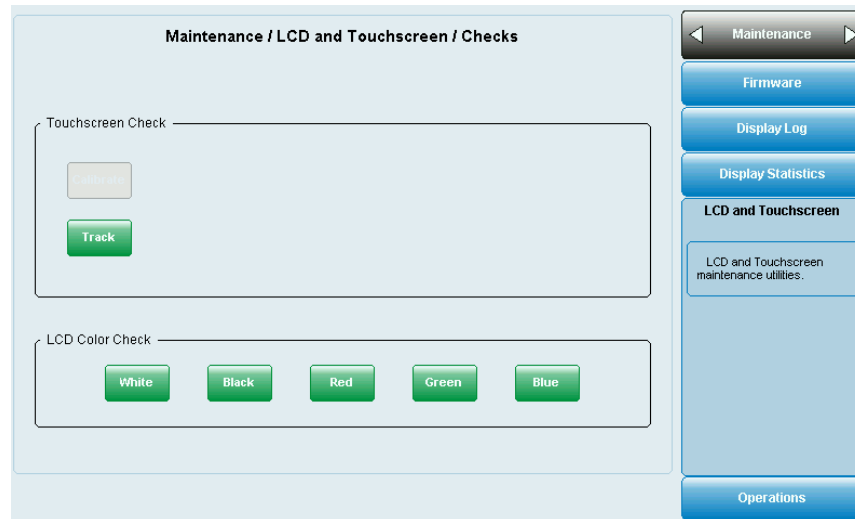 Maintenance / LCD and Touchscreen / Checks
Touchscreen Check
Calibrate
Track
LCD Color Check
White
Black
Red
Green
Blue
Maintenance
Firmware
Display Log
Display Statistics
LCD and Touchscreen
LCD and Touchscreen
maintenance utilities.
Operations